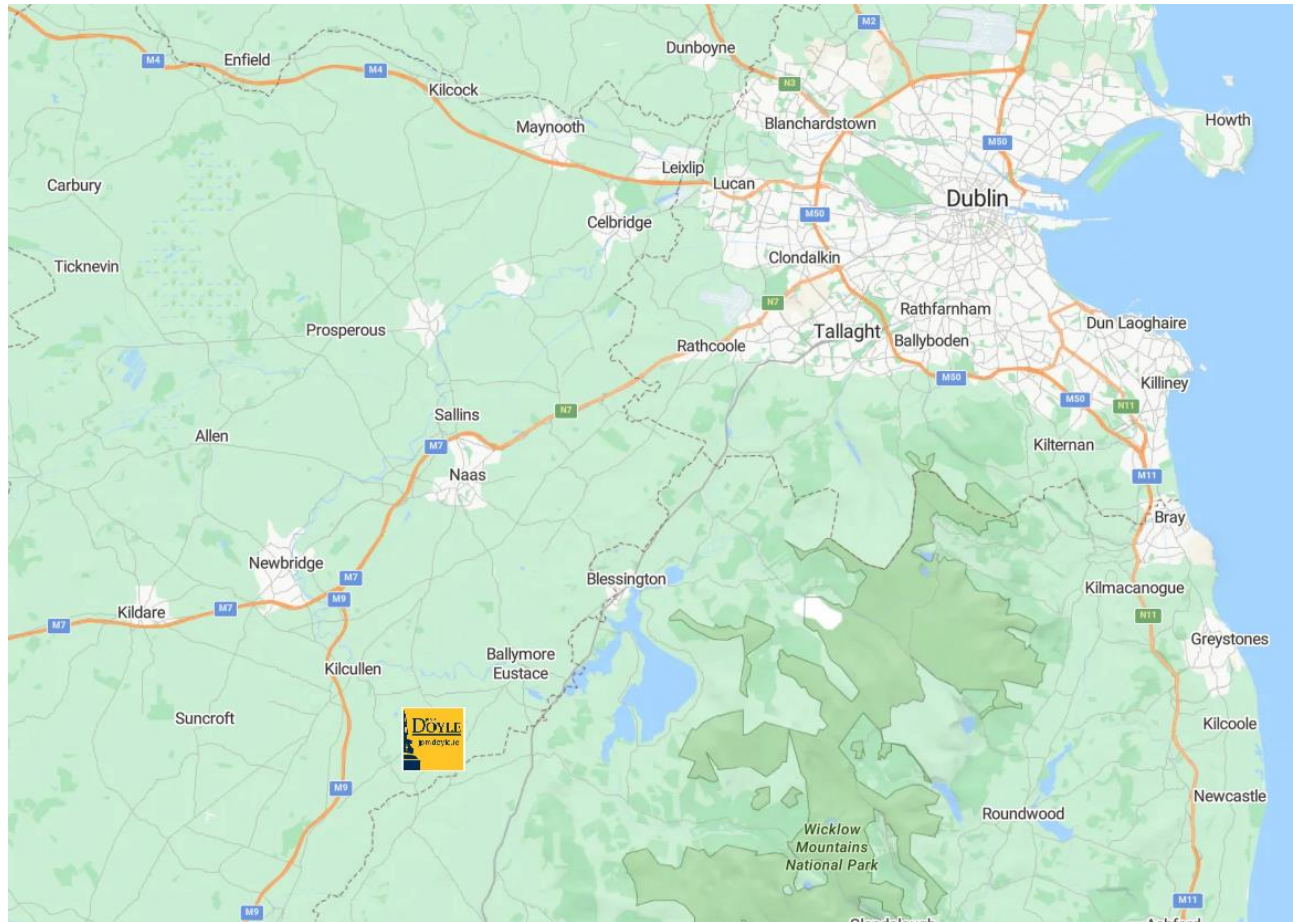 M2
Dunboyne
Enfield
M4
M4
N3
Kilcock
Howth
Maynooth
Blanchardstown
M50
Leixlip
Lucan
Carbury
Dublin
M50
Celbridge
Clondalkin
Ticknevin
N7
Rathfarnham
Prosperous
Dun Laoghaire
Tallaght
Rathcoole
Ballyboden
M50
Killiney
M50
N11
N7
Sallins
Allen
M7
Kilternan
Naas
M11
Bray
Newbridge
M7
Blessington
Kilmacanogue
M9
Kildare
M7
N11
M7
Greystones
Ballymore
Eustace
Kilcullen
Suncroft
Kilcoole
DOYLE
jpmdoyle.ie
M9
Newcastle
Roundwood
Wicklow
Mountains
National Park
M11
M9